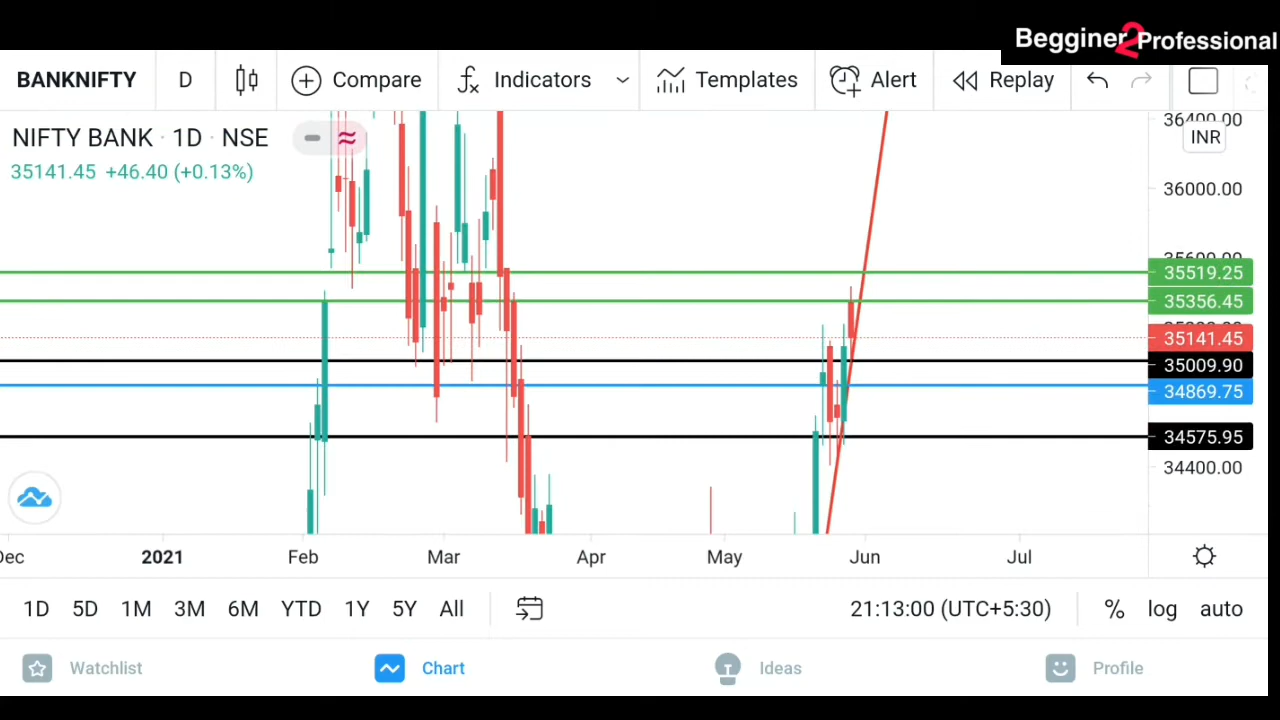 Begginer2Professional
BANKNIFTY D Compare Indicators Templates Alert Replay
NIFTY BANK · 1D · NSE
35141.45 +46.40 (+0.13%)
36400.00
INR
36000.00
35600.00
35519.25
35356.45
35141.45
35009.90
34869.75
34575.95
34400.00
Dec 2021 Feb Mar Apr May Jun Jul
1D 5D 1M 3M 6M YTD 1Y 5Y All 21:13:00 (UTC+5:30) % log auto
Watchlist Chart Ideas Profile